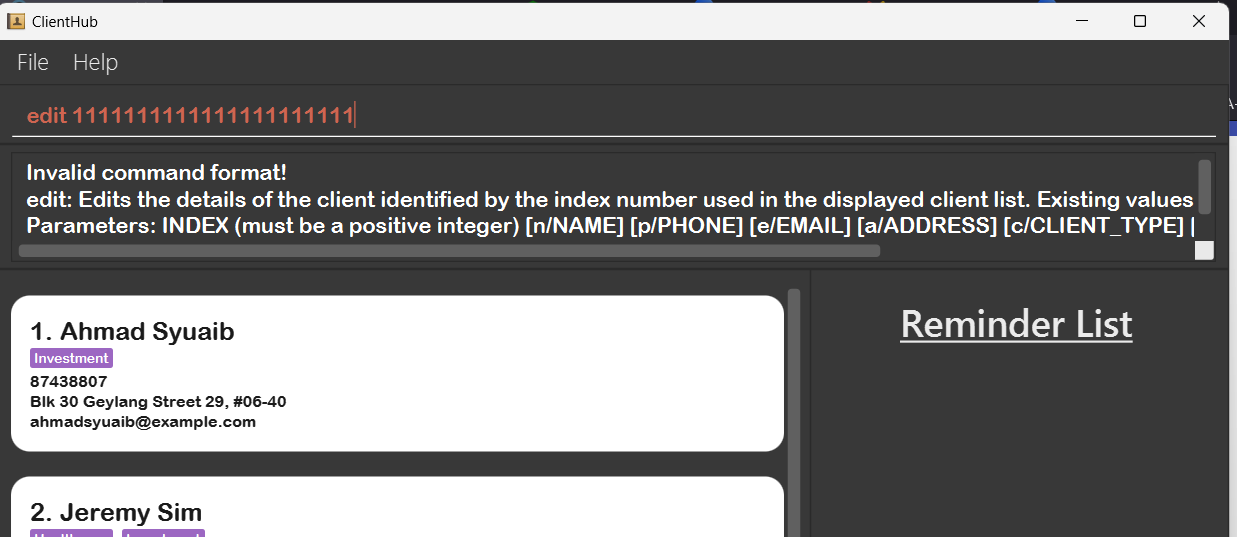 ClientHub
File Help
edit 1111111111111111111111
Invalid command format!
edit: Edits the details of the client identified by the index number used in the displayed client list. Existing values
Parameters: INDEX (must be a positive integer) [n/NAME] [p/PHONE] [e/EMAIL] [a/ADDRESS] [c/CLIENT_TYPE] [
1. Ahmad Syuaib
Investment
87438807
Blk 30 Geylang Street 29, #06-40
ahmadsyuaib@example.com
2. Jeremy Sim
Reminder List